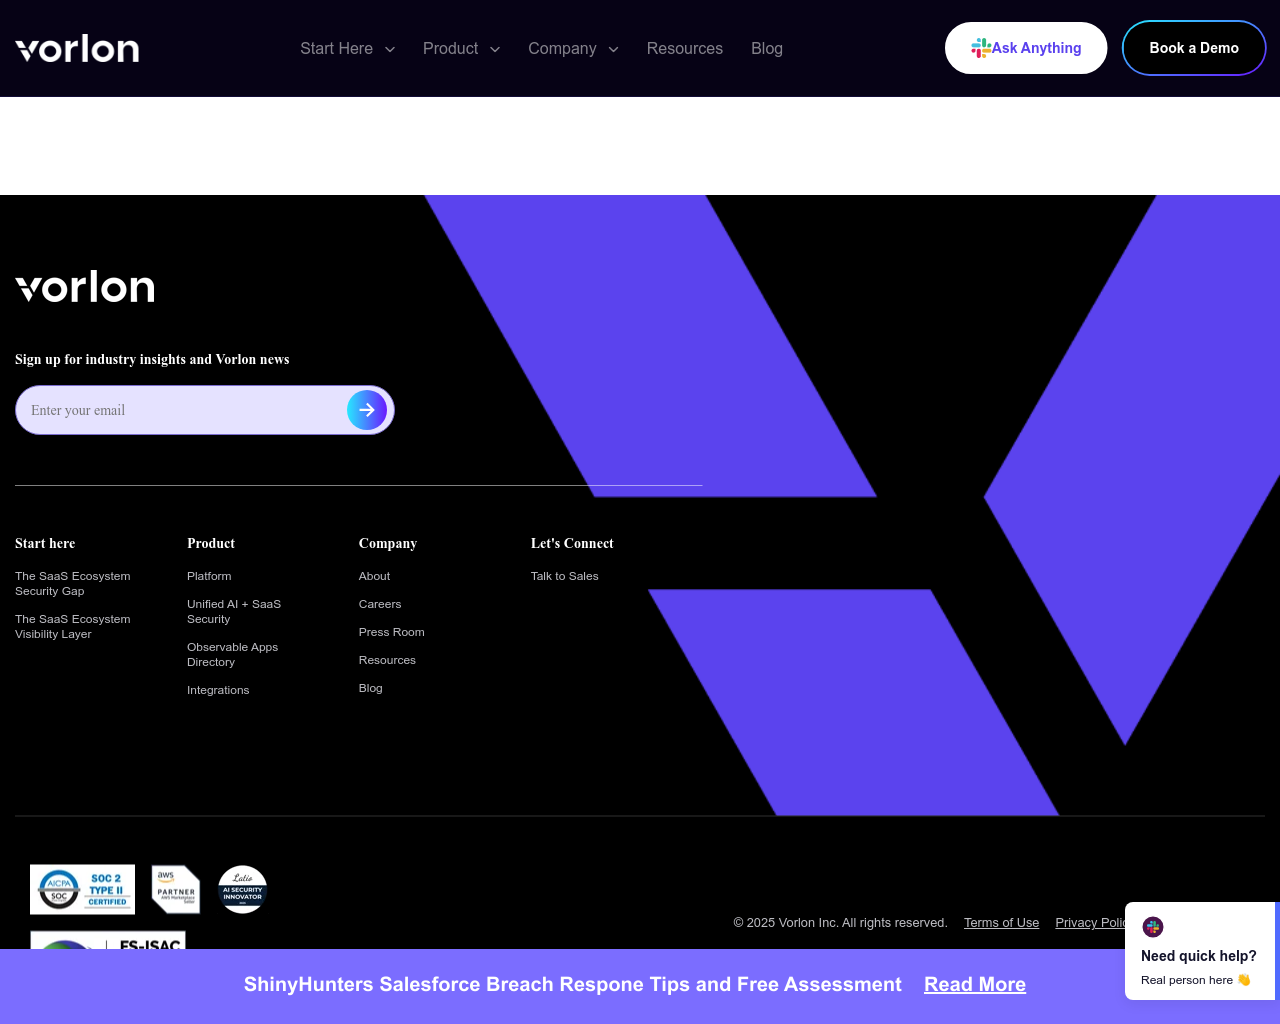 vorlon
Start Here
Product
Company
Resources
Blog
Ask Anything
Book a Demo
vorlon
Sign up for industry insights and Vorlon news
Enter your email
Start here
The SaaS Ecosystem
Security Gap
The SaaS Ecosystem
Visibility Layer
Product
Platform
Unified AI + SaaS
Security
Observable Apps
Directory
Integrations
Company
About
Careers
Press Room
Resources
Blog
Let's Connect
Talk to Sales
AICPA
SOC
SOC 2
TYPE II
CERTIFIED
aws
PARTNER
AWS Marketplace
Seller
Latio
AI SECURITY
INNOVATOR
FS-ISAC
© 2025 Vorlon Inc. All rights reserved.
Terms of Use
Privacy Polic
Need quick help?
Real person here 👋
ShinyHunters Salesforce Breach Respone Tips and Free Assessment
Read More